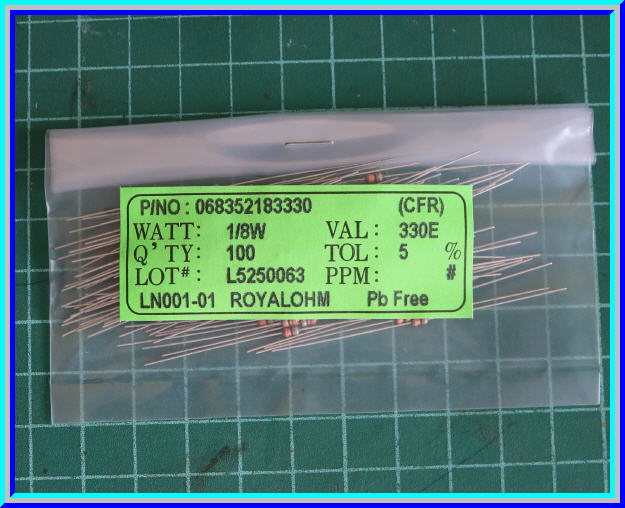 P/NO : 068352183330 (CFR)
WATT: 1/8W VAL: 330E
Q'TY: 100 TOL: 5 %
LOT#: L5250063 PPM: #
LN001-01 ROYALOHM Pb Free